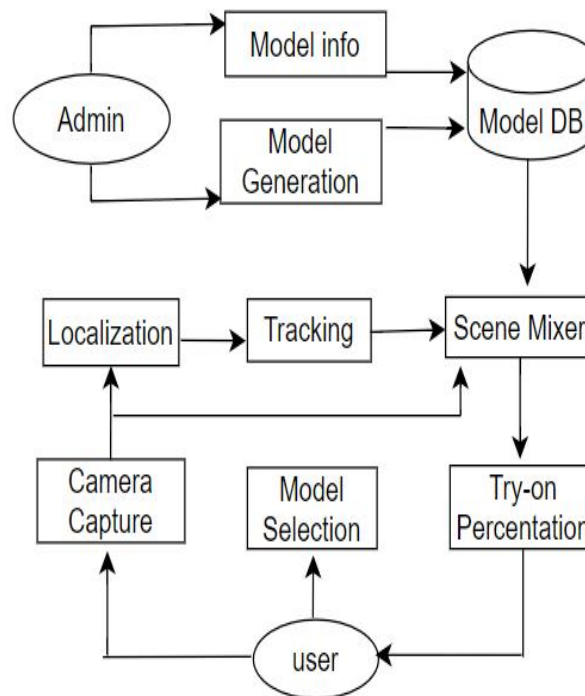 Model info
Admin
Model DB
Model
Generation
Localization
Tracking
Scene Mixer
Camera
Capture
Model
Selection
Try-on
Percentation
user